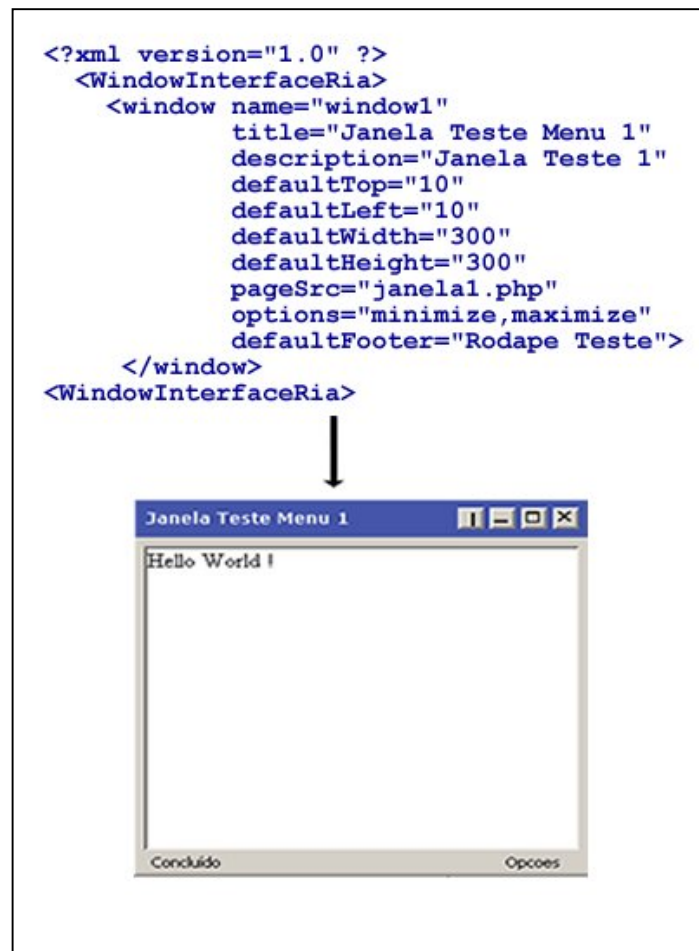 <?xml version="1.0" ?>
<WindowInterfaceRia>
<window name="window1"
title="Janela Teste Menu 1"
description="Janela Teste 1"
defaultTop="10"
defaultLeft="10"
defaultWidth="300"
defaultHeight="300"
pageSrc="janela1.php"
options="minimize,maximize"
defaultFooter="Rodape Teste">
</window>
<WindowInterfaceRia>
Janela Teste Menu 1
Hello World !
Concluído Opcoes